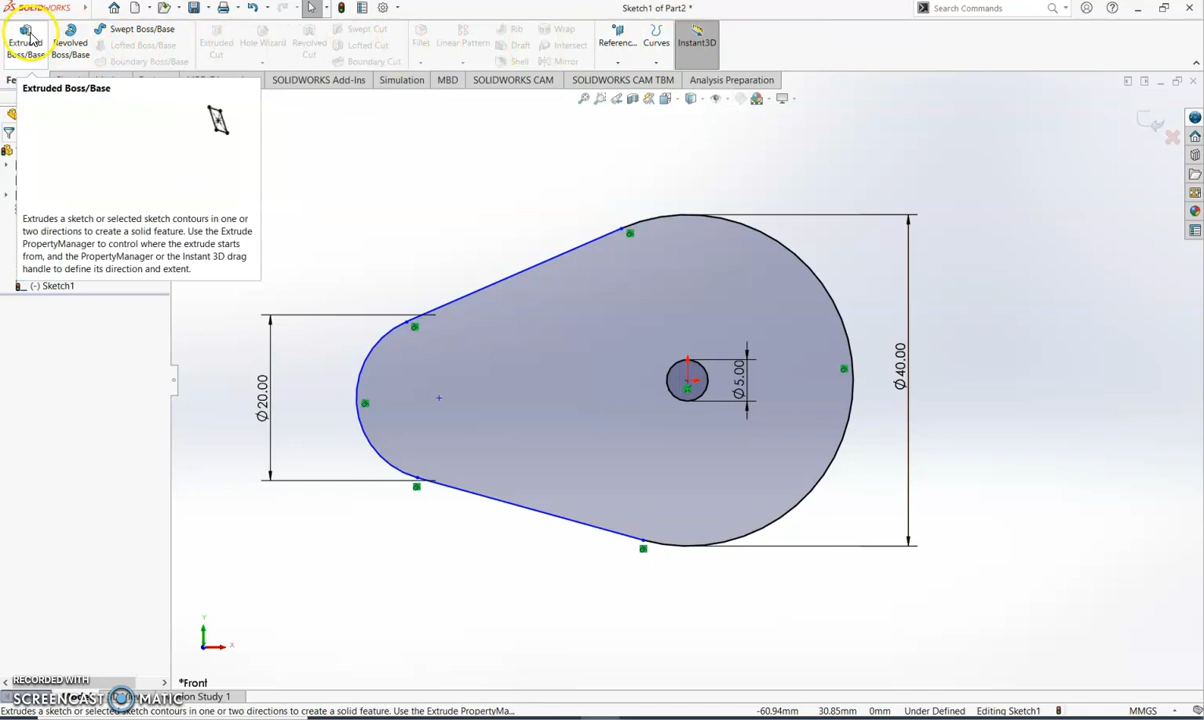 SOLIDWORKS
Sketch1 of Part2 *
Search Commands
Extruded Boss/Base
Revolved Boss/Base
Swept Boss/Base
Lofted Boss/Base
Boundary Boss/Base
Extruded Cut
Hole Wizard
Revolved Cut
Swept Cut
Lofted Cut
Boundary Cut
Fillet
Linear Pattern
Rib
Draft
Shell
Wrap
Intersect
Mirror
Referenc...
Curves
Instant3D
SOLIDWORKS Add-Ins
Simulation
MBD
SOLIDWORKS CAM
SOLIDWORKS CAM TBM
Analysis Preparation
Extruded Boss/Base
Extrudes a sketch or selected sketch contours in one or
two directions to create a solid feature. Use the Extrude
PropertyManager to control where the extrude starts
from, and the PropertyManager or the Instant 3D drag
handle to define its direction and extent.
(-) Sketch1
Ø20.00
Ø5.00
Ø40.00
Y
X
*Front
RECORDED WITH
SCREENCAST MATIC
Model
ion Study 1
Extrudes a sketch or selected sketch contours in one or two directions to create a solid feature. Use the Extrude PropertyMa...
-60.94mm
30.85mm
0mm
Under Defined
Editing Sketch1
MMGS